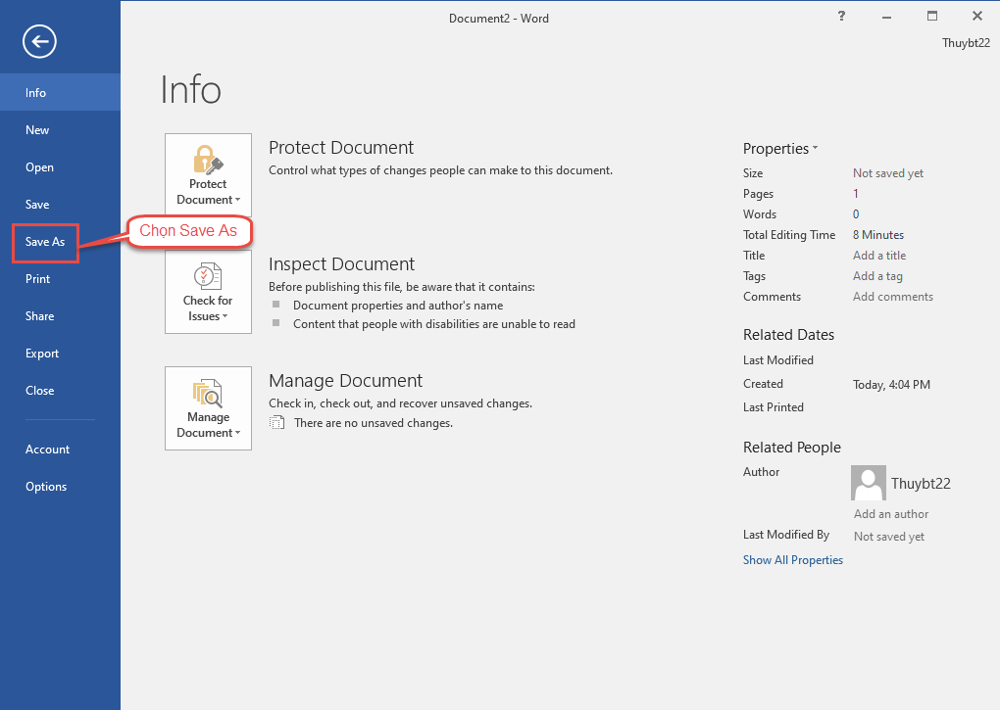 Document2 - Word
?
Thuybt22
Info
New
Open
Save
Save As
Print
Share
Export
Close
Account
Options
Chọn Save As
Info
Protect
Document
Protect Document
Control what types of changes people can make to this document.
Check for
Issues
Inspect Document
Before publishing this file, be aware that it contains:
Document properties and author's name
Content that people with disabilities are unable to read
Manage
Document
Manage Document
Check in, check out, and recover unsaved changes.
There are no unsaved changes.
Properties
Size Not saved yet
Pages 1
Words 0
Total Editing Time 8 Minutes
Title Add a title
Tags Add a tag
Comments Add comments
Related Dates
Last Modified
Created Today, 4:04 PM
Last Printed
Related People
Author Thuybt22
Add an author
Last Modified By Not saved yet
Show All Properties